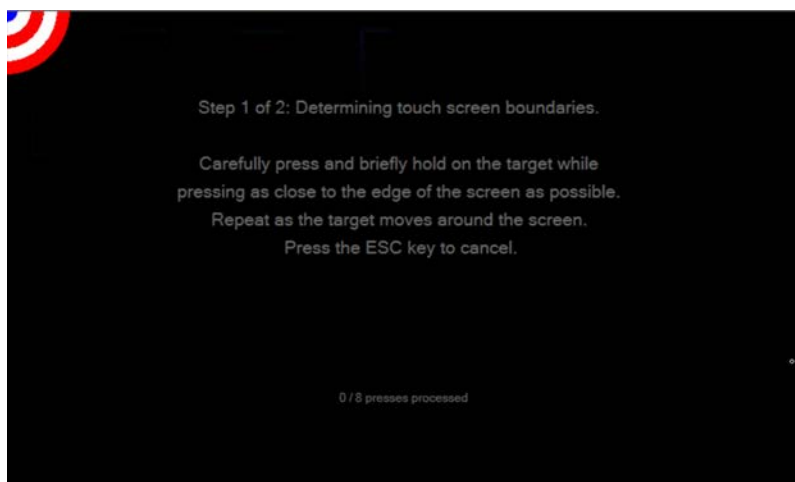 Step 1 of 2: Determining touch screen boundaries.
Carefully press and briefly hold on the target while
pressing as close to the edge of the screen as possible.
Repeat as the target moves around the screen.
Press the ESC key to cancel.
0 / 8 presses processed